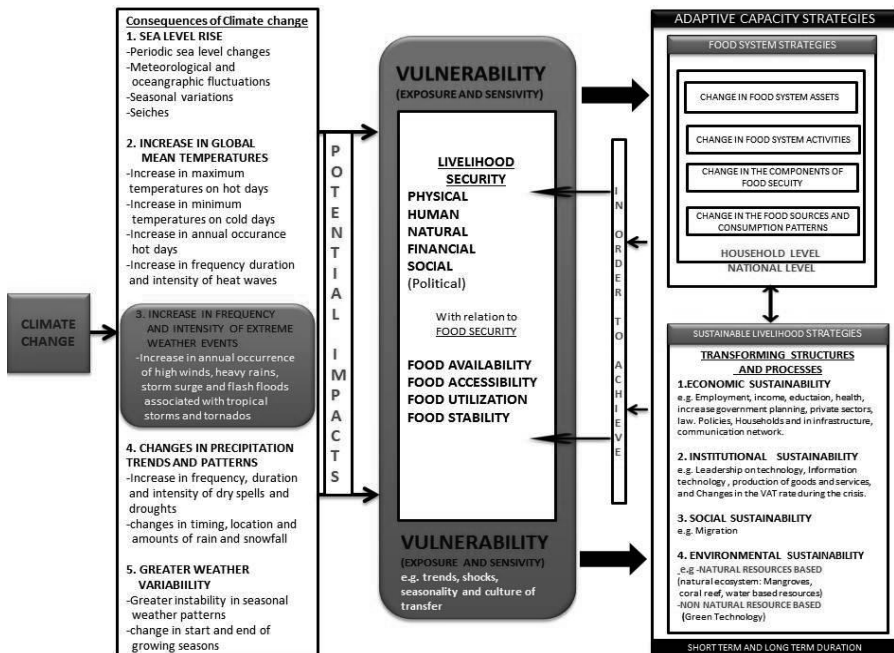 CLIMATE
CHANGE
Consequences of Climate change
1. SEA LEVEL RISE
-Periodic sea level changes
-Meteorological and
oceangraphic fluctuations
-Seasonal variations
-Seiches
2. INCREASE IN GLOBAL
MEAN TEMPERATURES
-Increase in maximum
temperatures on hot days
-Increase in minimum
temperatures on cold days
-Increase in annual occurance
hot days
-Increase in frequency duration
and intensity of heat waves
3. INCREASE IN FREQUENCY
AND INTENSITY OF EXTREME
WEATHER EVENTS
-Increase in annual occurrence
of high winds, heavy rains,
storm surge and flash floods
associated with tropical
storms and tornados
4. CHANGES IN PRECIPITATION
TRENDS AND PATTERNS
-Increase in frequency, duration
and intensity of dry spells and
droughts
-changes in timing, location and
amounts of rain and snowfall
5. GREATER WEATHER
VARIABIILITY
-Greater instability in seasonal
weather patterns
-change in start and end of
growing seasons
POTENTIAL IMPACTS
VULNERABILITY
(EXPOSURE AND SENSIVITY)
LIVELIHOOD
SECURITY
PHYSICAL
HUMAN
NATURAL
FINANCIAL
SOCIAL
(Political)
With relation to
FOOD SECURITY
FOOD AVAILABILITY
FOOD ACCESSIBILITY
FOOD UTILIZATION
FOOD STABILITY
VULNERABILITY
(EXPOSURE AND SENSIVITY)
e.g. trends, shocks,
seasonality and culture of
transfer
IN ORDER TO ACHIEVE
ADAPTIVE CAPACITY STRATEGIES
FOOD SYSTEM STRATEGIES
CHANGE IN FOOD SYSTEM ASSETS
CHANGE IN FOOD SYSTEM ACTIVITIES
CHANGE IN THE COMPONENTS OF
FOOD SECUITY
CHANGE IN THE FOOD SOURCES AND
CONSUMPTION PATTERNS
HOUSEHOLD LEVEL
NATIONAL LEVEL
SUSTAINABLE LIVELIHOOD STRATEGIES
TRANSFORMING STRUCTURES
AND PROCESSES
1.ECONOMIC SUSTAINABILITY
e.g. Employment, income, eductaion, health,
increase government planning, private sectors,
law. Policies, Households and in infrastructure,
communication network.
2. INSTITUTIONAL SUSTAINABILITY
e.g. Leadership on technology, Information
technology , production of goods and services,
and Changes in the VAT rate during the crisis.
3. SOCIAL SUSTAINABILITY
e.g. Migration
4. ENVIRONMENTAL SUSTAINABILITY
e.g -NATURAL RESOURCES BASED
(natural ecosystem: Mangroves,
coral reef, water based resources)
-NON NATURAL RESOURCE BASED
(Green Technology)
SHORT TERM AND LONG TERM DURATION